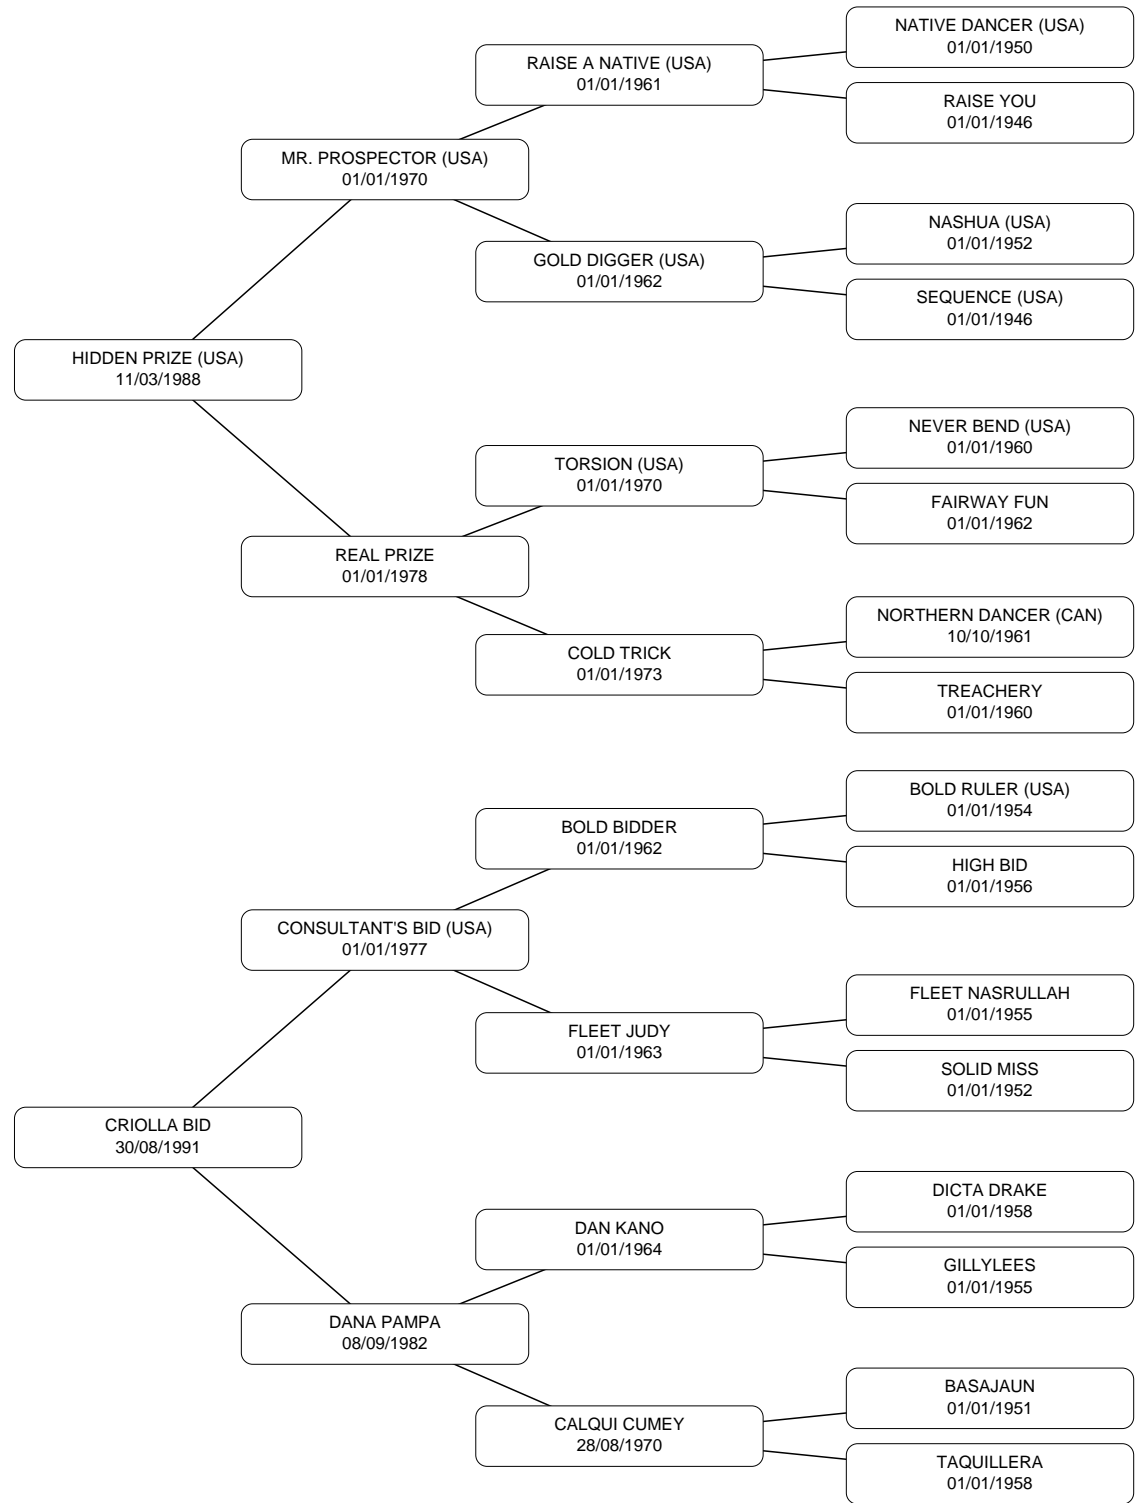 NATIVE DANCER (USA)
01/01/1950
RAISE A NATIVE (USA)
01/01/1961
RAISE YOU
01/01/1946
MR. PROSPECTOR (USA)
01/01/1970
NASHUA (USA)
01/01/1952
GOLD DIGGER (USA)
01/01/1962
SEQUENCE (USA)
01/01/1946
HIDDEN PRIZE (USA)
11/03/1988
NEVER BEND (USA)
01/01/1960
TORSION (USA)
01/01/1970
FAIRWAY FUN
01/01/1962
REAL PRIZE
01/01/1978
NORTHERN DANCER (CAN)
10/10/1961
COLD TRICK
01/01/1973
TREACHERY
01/01/1960
BOLD RULER (USA)
01/01/1954
BOLD BIDDER
01/01/1962
HIGH BID
01/01/1956
CONSULTANT'S BID (USA)
01/01/1977
FLEET NASRULLAH
01/01/1955
FLEET JUDY
01/01/1963
SOLID MISS
01/01/1952
CRIOLLA BID
30/08/1991
DICTA DRAKE
01/01/1958
DAN KANO
01/01/1964
GILLYLEES
01/01/1955
DANA PAMPA
08/09/1982
BASAJAUN
01/01/1951
CALQUI CUMEY
28/08/1970
TAQUILLERA
01/01/1958